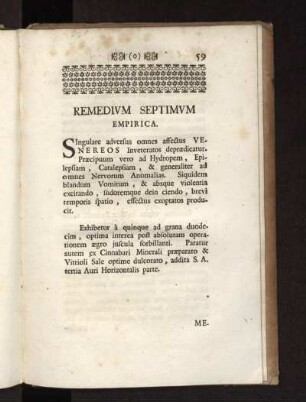 (o) 59
REMEDIVM SEPTIMVM
EMPIRICA.
SIngulare adversus omnes affectus VE-
NEREOS Inveteratos deprædicatur.
Præcipuum vero ad Hydropem, Epi-
lepsiam, Catalepsiam, & generaliter ad
omnes Nervorum Anomalias. Siquidem
blandum Vomitum, & absque violentia
excitando, sudoremque dein ciendo, brevi
temporis spatio, effectus exoptatos produ-
cit.
Exhibetur à quinque ad grana duode-
cim, optima interea post absolutam opera-
tionem ægro juscula sorbillanti. Paratur
autem ex Cinnabari Minerali præparato &
Vitrioli Sale optime dulcorato, addita S. A.
tertia Auri Horizontalis parte.
ME-